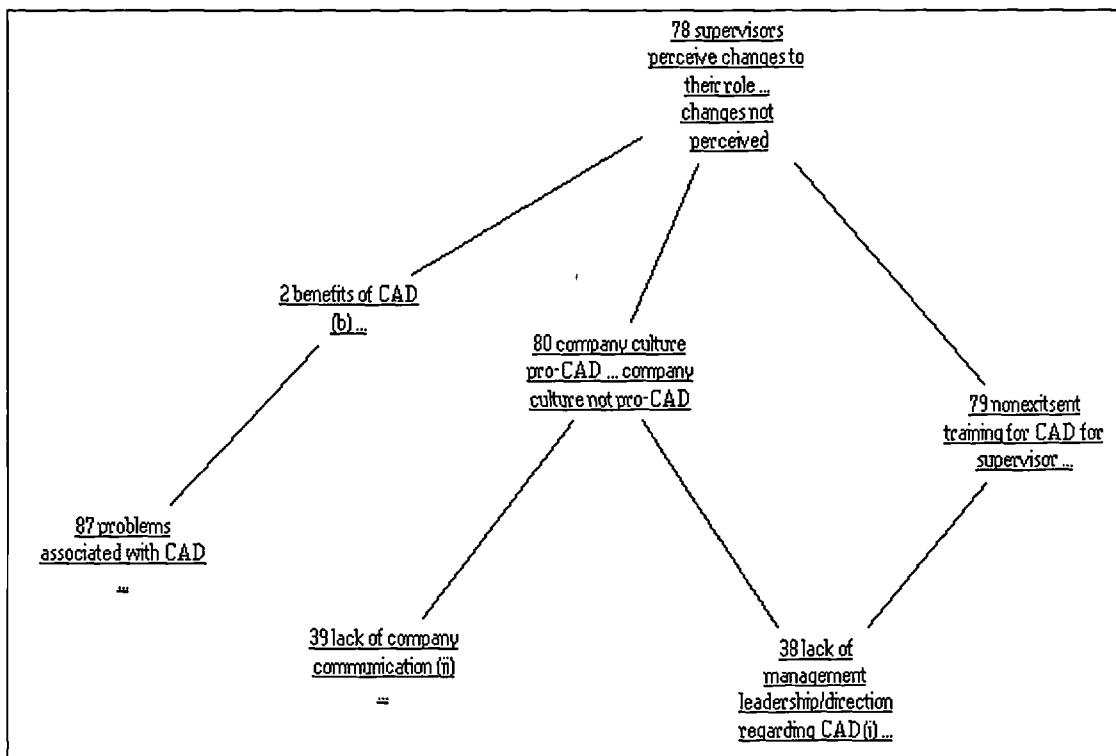 78 supervisors
perceive changes to
their role ...
changes not
perceived
2 benefits of CAD
(b) ...
80 company culture
pro-CAD ... company
culture not pro-CAD
79 nonexitsent
training for CAD for
supervisor ...
87 problems
associated with CAD
...
39 lack of company
communication (ii)
...
38 lack of
management
leadership/direction
regarding CAD (i) ...